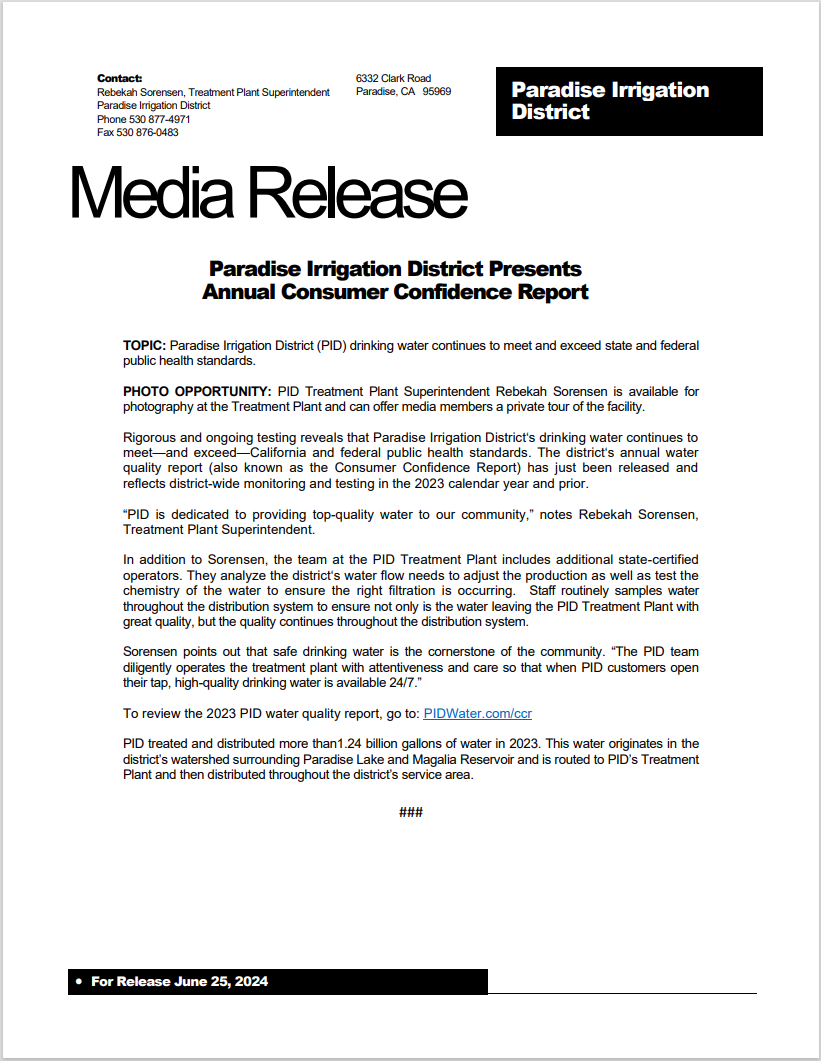 Contact:
Rebekah Sorensen, Treatment Plant Superintendent
Paradise Irrigation District
Phone 530 877-4971
Fax 530 876-0483
6332 Clark Road
Paradise, CA   95969
Paradise Irrigation
District
Media Release
Paradise Irrigation District Presents
Annual Consumer Confidence Report
TOPIC: Paradise Irrigation District (PID) drinking water continues to meet and exceed state and federal
public health standards.
PHOTO OPPORTUNITY: PID Treatment Plant Superintendent Rebekah Sorensen is available for
photography at the Treatment Plant and can offer media members a private tour of the facility.
Rigorous and ongoing testing reveals that Paradise Irrigation District‘s drinking water continues to
meet—and exceed—California and federal public health standards. The district‘s annual water
quality report (also known as the Consumer Confidence Report) has just been released and
reflects district-wide monitoring and testing in the 2023 calendar year and prior.
“PID is dedicated to providing top-quality water to our community,” notes Rebekah Sorensen,
Treatment Plant Superintendent.
In addition to Sorensen, the team at the PID Treatment Plant includes additional state-certified
operators. They analyze the district‘s water flow needs to adjust the production as well as test the
chemistry of the water to ensure the right filtration is occurring.  Staff routinely samples water
throughout the distribution system to ensure not only is the water leaving the PID Treatment Plant with
great quality, but the quality continues throughout the distribution system.
Sorensen points out that safe drinking water is the cornerstone of the community. “The PID team
diligently operates the treatment plant with attentiveness and care so that when PID customers open
their tap, high-quality drinking water is available 24/7.”
To review the 2023 PID water quality report, go to: PIDWater.com/ccr
PID treated and distributed more than1.24 billion gallons of water in 2023. This water originates in the
district’s watershed surrounding Paradise Lake and Magalia Reservoir and is routed to PID’s Treatment
Plant and then distributed throughout the district’s service area.
###
• For Release June 25, 2024